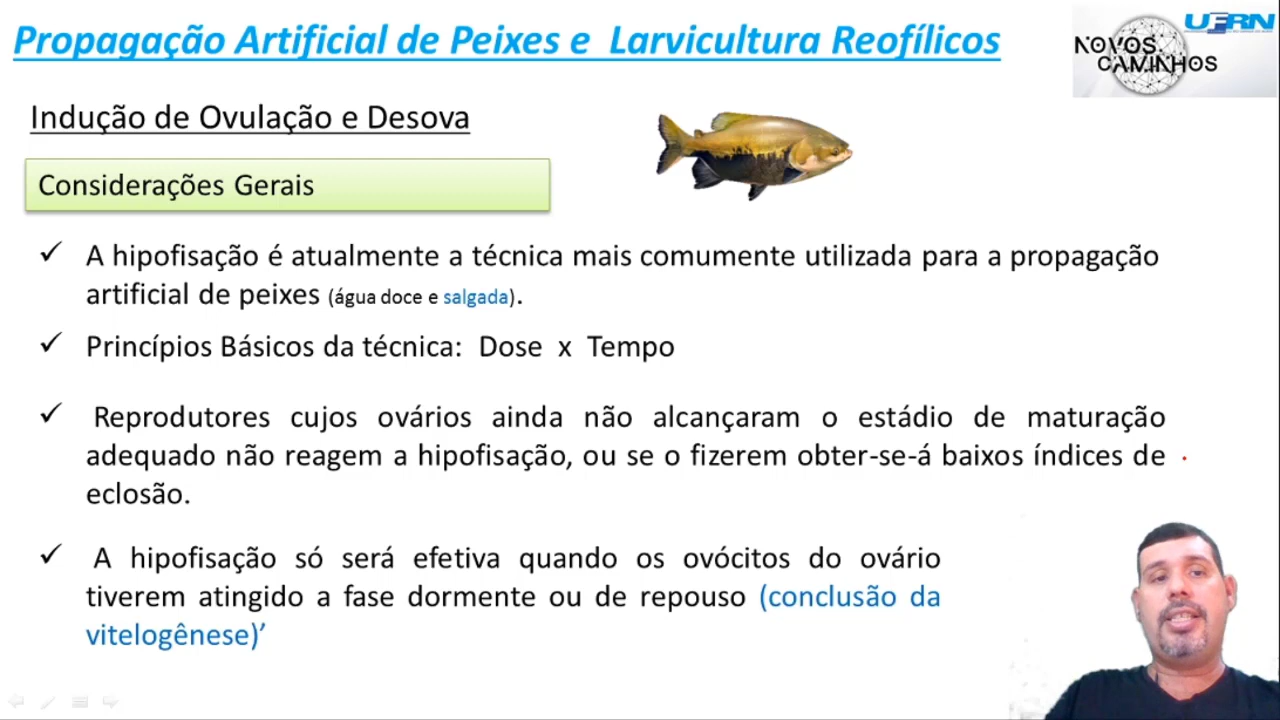 Propagação Artificial de Peixes e Larvicultura Reofílicos
UFRN
NOVOS
CAMINHOS
Indução de Ovulação e Desova
Considerações Gerais
A hipofisação é atualmente a técnica mais comumente utilizada para a propagação
artificial de peixes (água doce e salgada).
Princípios Básicos da técnica: Dose x Tempo
Reprodutores cujos ovários ainda não alcançaram o estádio de maturação
adequado não reagem a hipofisação, ou se o fizerem obter-se-á baixos índices de
eclosão.
A hipofisação só será efetiva quando os ovócitos do ovário
tiverem atingido a fase dormente ou de repouso (conclusão da
vitelogênese)’